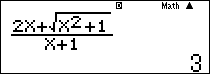 D Math ▲
2X+√X²+1
X+1
3